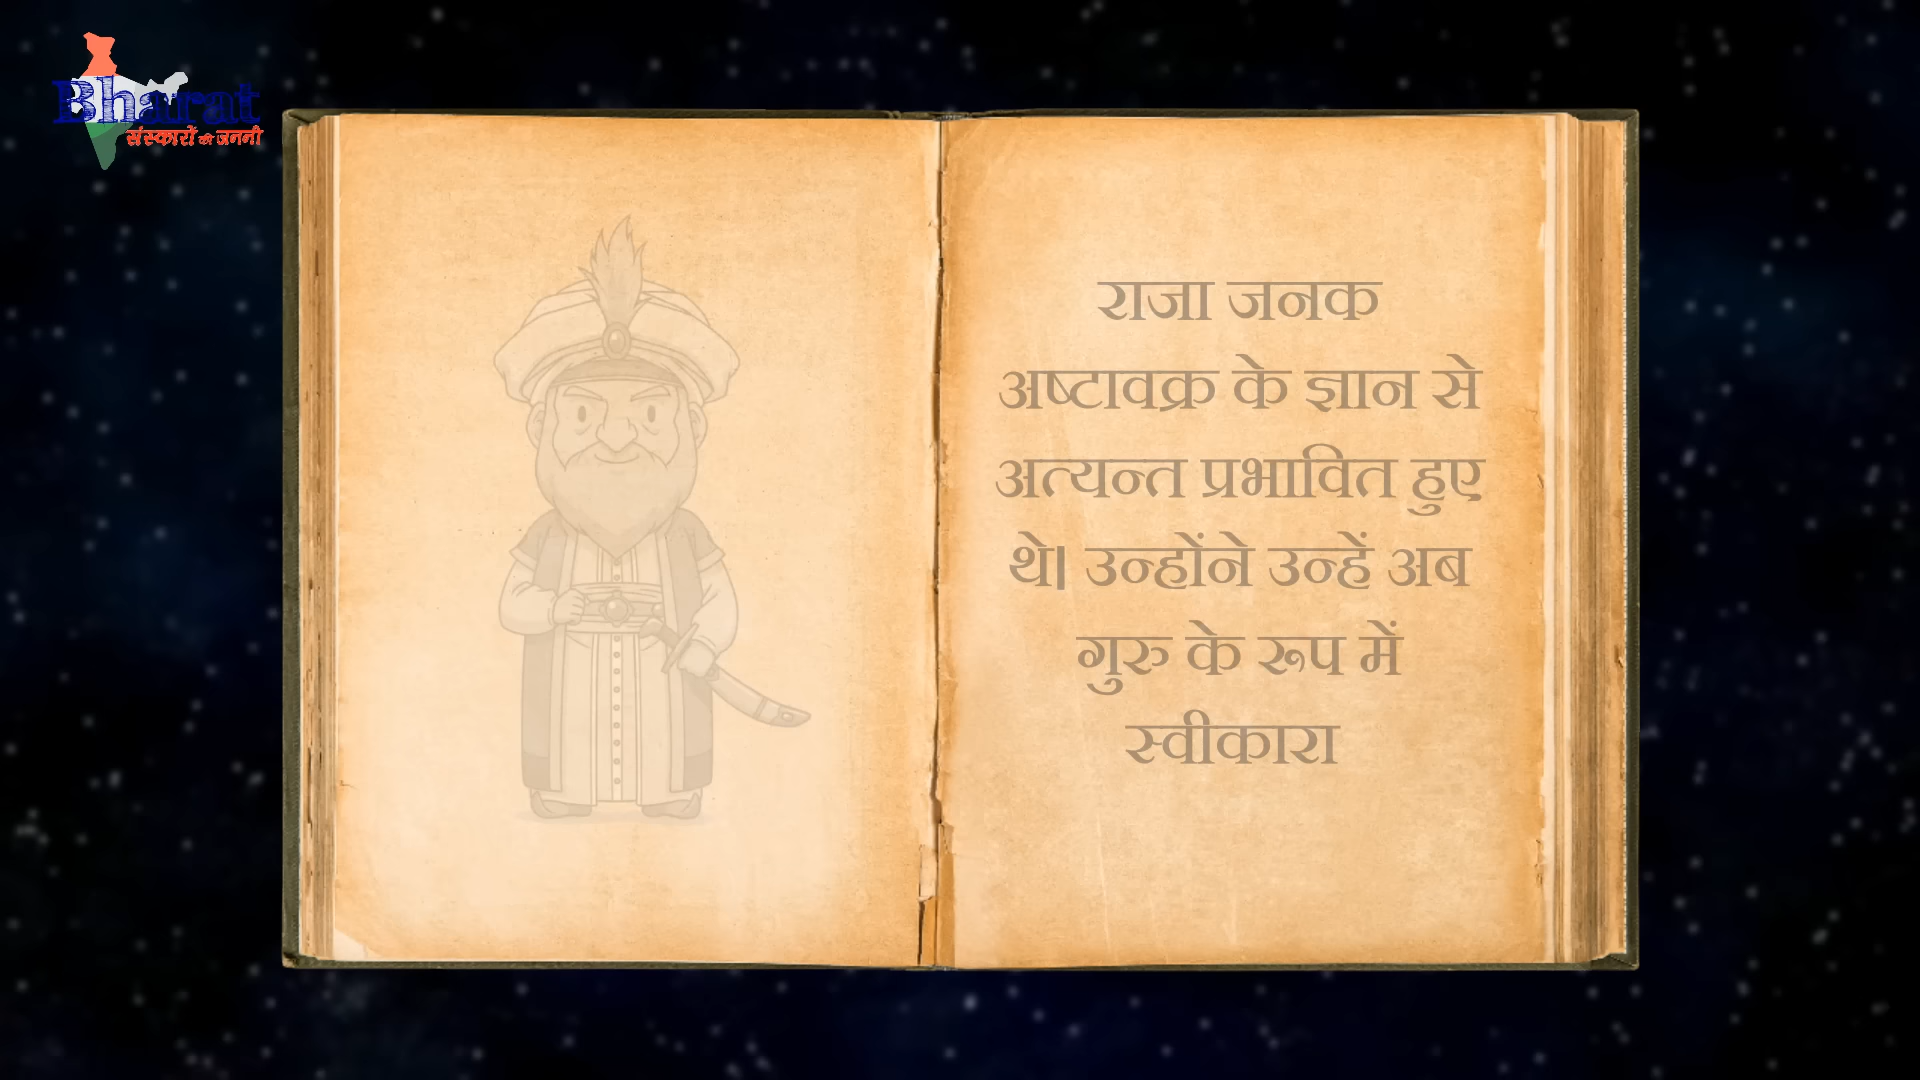 Bharat
संस्कारों की जननी
राजा जनक
अष्टावक्र के ज्ञान से
अत्यन्त प्रभावित हुए
थे। उन्होंने उन्हें अब
गुरु के रूप में
स्वीकारा